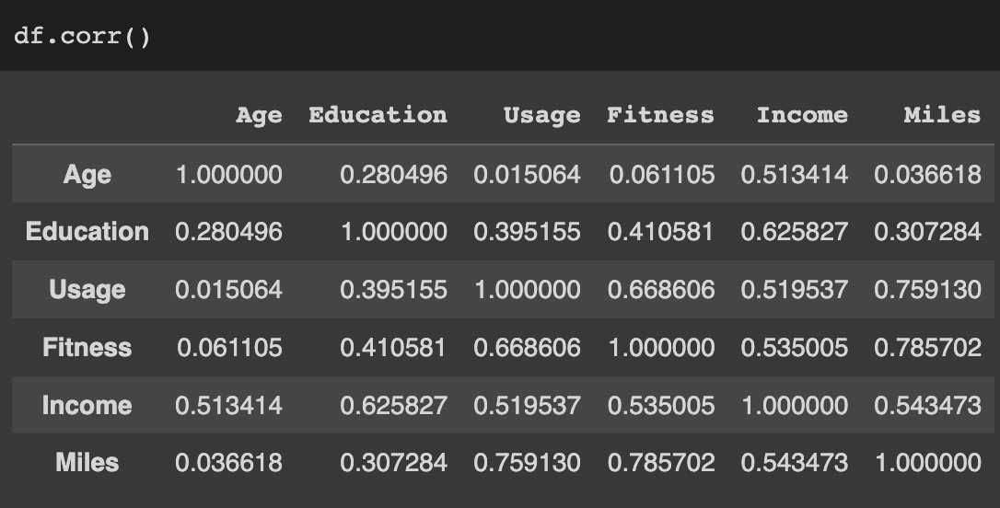 df.corr()
Age Education Usage Fitness Income Miles
Age 1.000000 0.280496 0.015064 0.061105 0.513414 0.036618
Education 0.280496 1.000000 0.395155 0.410581 0.625827 0.307284
Usage 0.015064 0.395155 1.000000 0.668606 0.519537 0.759130
Fitness 0.061105 0.410581 0.668606 1.000000 0.535005 0.785702
Income 0.513414 0.625827 0.519537 0.535005 1.000000 0.543473
Miles 0.036618 0.307284 0.759130 0.785702 0.543473 1.000000